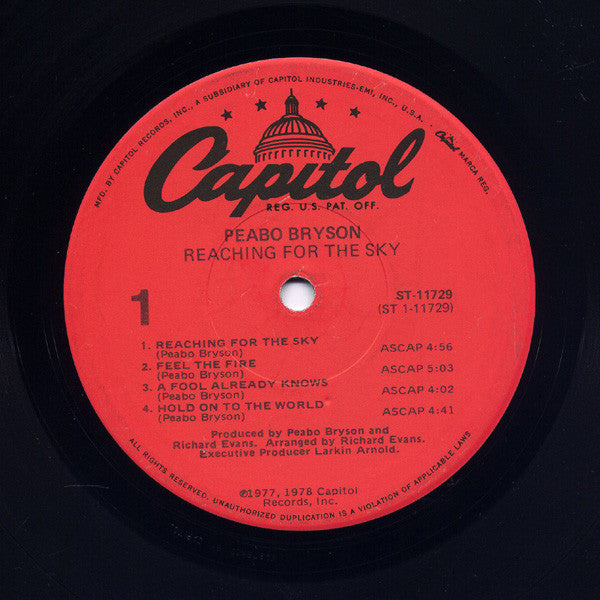 MFD. BY CAPITOL RECORDS, INC., A SUBSIDIARY OF CAPITOL INDUSTRIES-EMI, INC., U.S.A.
Capitol MARCA REG.
Capitol
REG. U.S. PAT. OFF.
PEABO BRYSON
REACHING FOR THE SKY
1
ST-11729
(ST 1-11729)
1. REACHING FOR THE SKY ASCAP 4:56
(Peabo Bryson)
2. FEEL THE FIRE ASCAP 5:03
(Peabo Bryson)
3. A FOOL ALREADY KNOWS ASCAP 4:02
(Peabo Bryson)
4. HOLD ON TO THE WORLD ASCAP 4:41
(Peabo Bryson)
Produced by Peabo Bryson and
Richard Evans. Arranged by Richard Evans.
Executive Producer Larkin Arnold.
℗1977, 1978 Capitol
Records, Inc.
ALL RIGHTS RESERVED. UNAUTHORIZED DUPLICATION IS A VIOLATION OF APPLICABLE LAWS